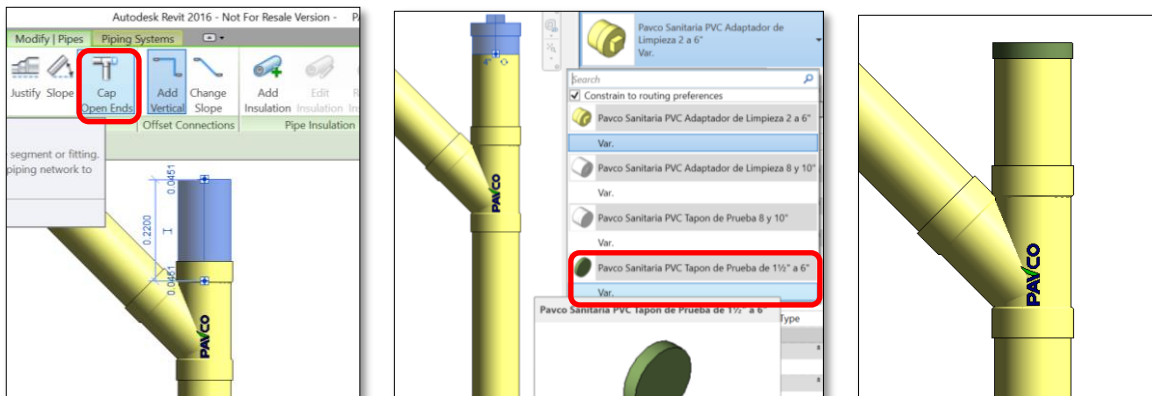 Autodesk Revit 2016 - Not For Resale Version -
Modify | Pipes Piping Systems
Justify Slope Cap Open Ends Add Vertical Change Slope Add Insulation Edit Insulation
Offset Connections Pipe Insulation
segment or fitting.
piping network to
0.0451
0.2200
0.0451
PAVCO
4"
PAVCO
Pavco Sanitaria PVC Adaptador de
Limpieza 2 a 6"
Var.
Search
Constrain to routing preferences
Pavco Sanitaria PVC Adaptador de Limpieza 2 a 6"
Var.
Pavco Sanitaria PVC Adaptador de Limpieza 8 y 10"
Var.
Pavco Sanitaria PVC Tapon de Prueba 8 y 10"
Var.
Pavco Sanitaria PVC Tapon de Prueba de 1½" a 6"
Var.
Pavco Sanitaria PVC Tapon de Prueba de 1½" a 6"
Type
PAVCO